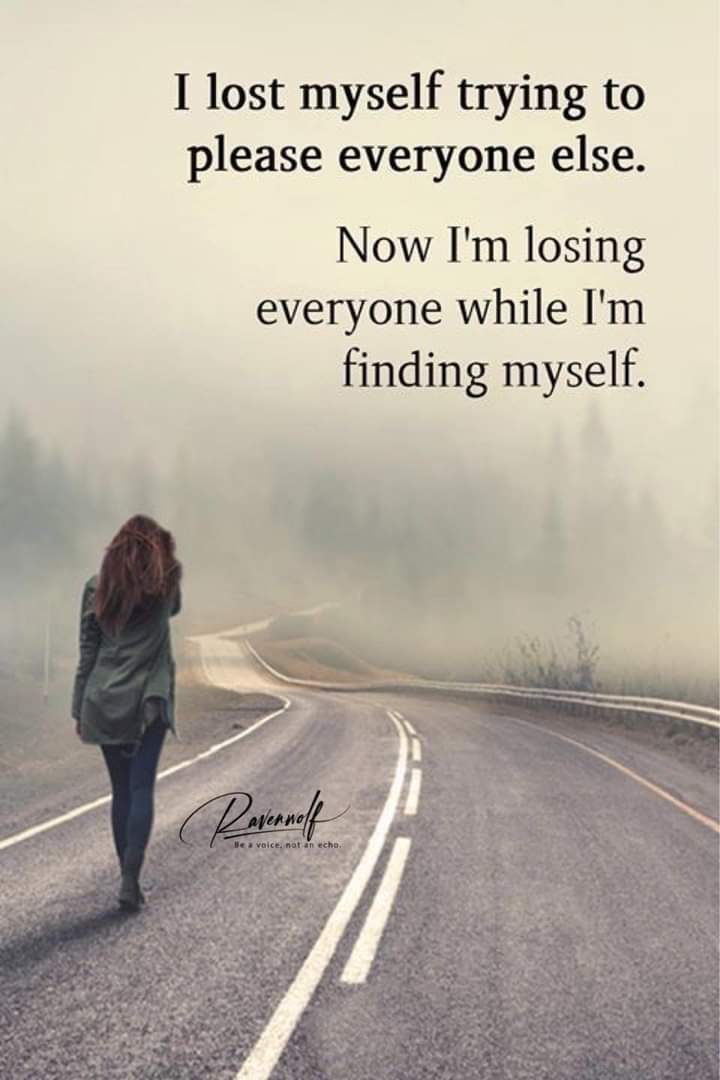 I lost myself trying to
please everyone else.
Now I'm losing
everyone while I'm
finding myself.
Ravenwolf
Be a voice, not an echo.